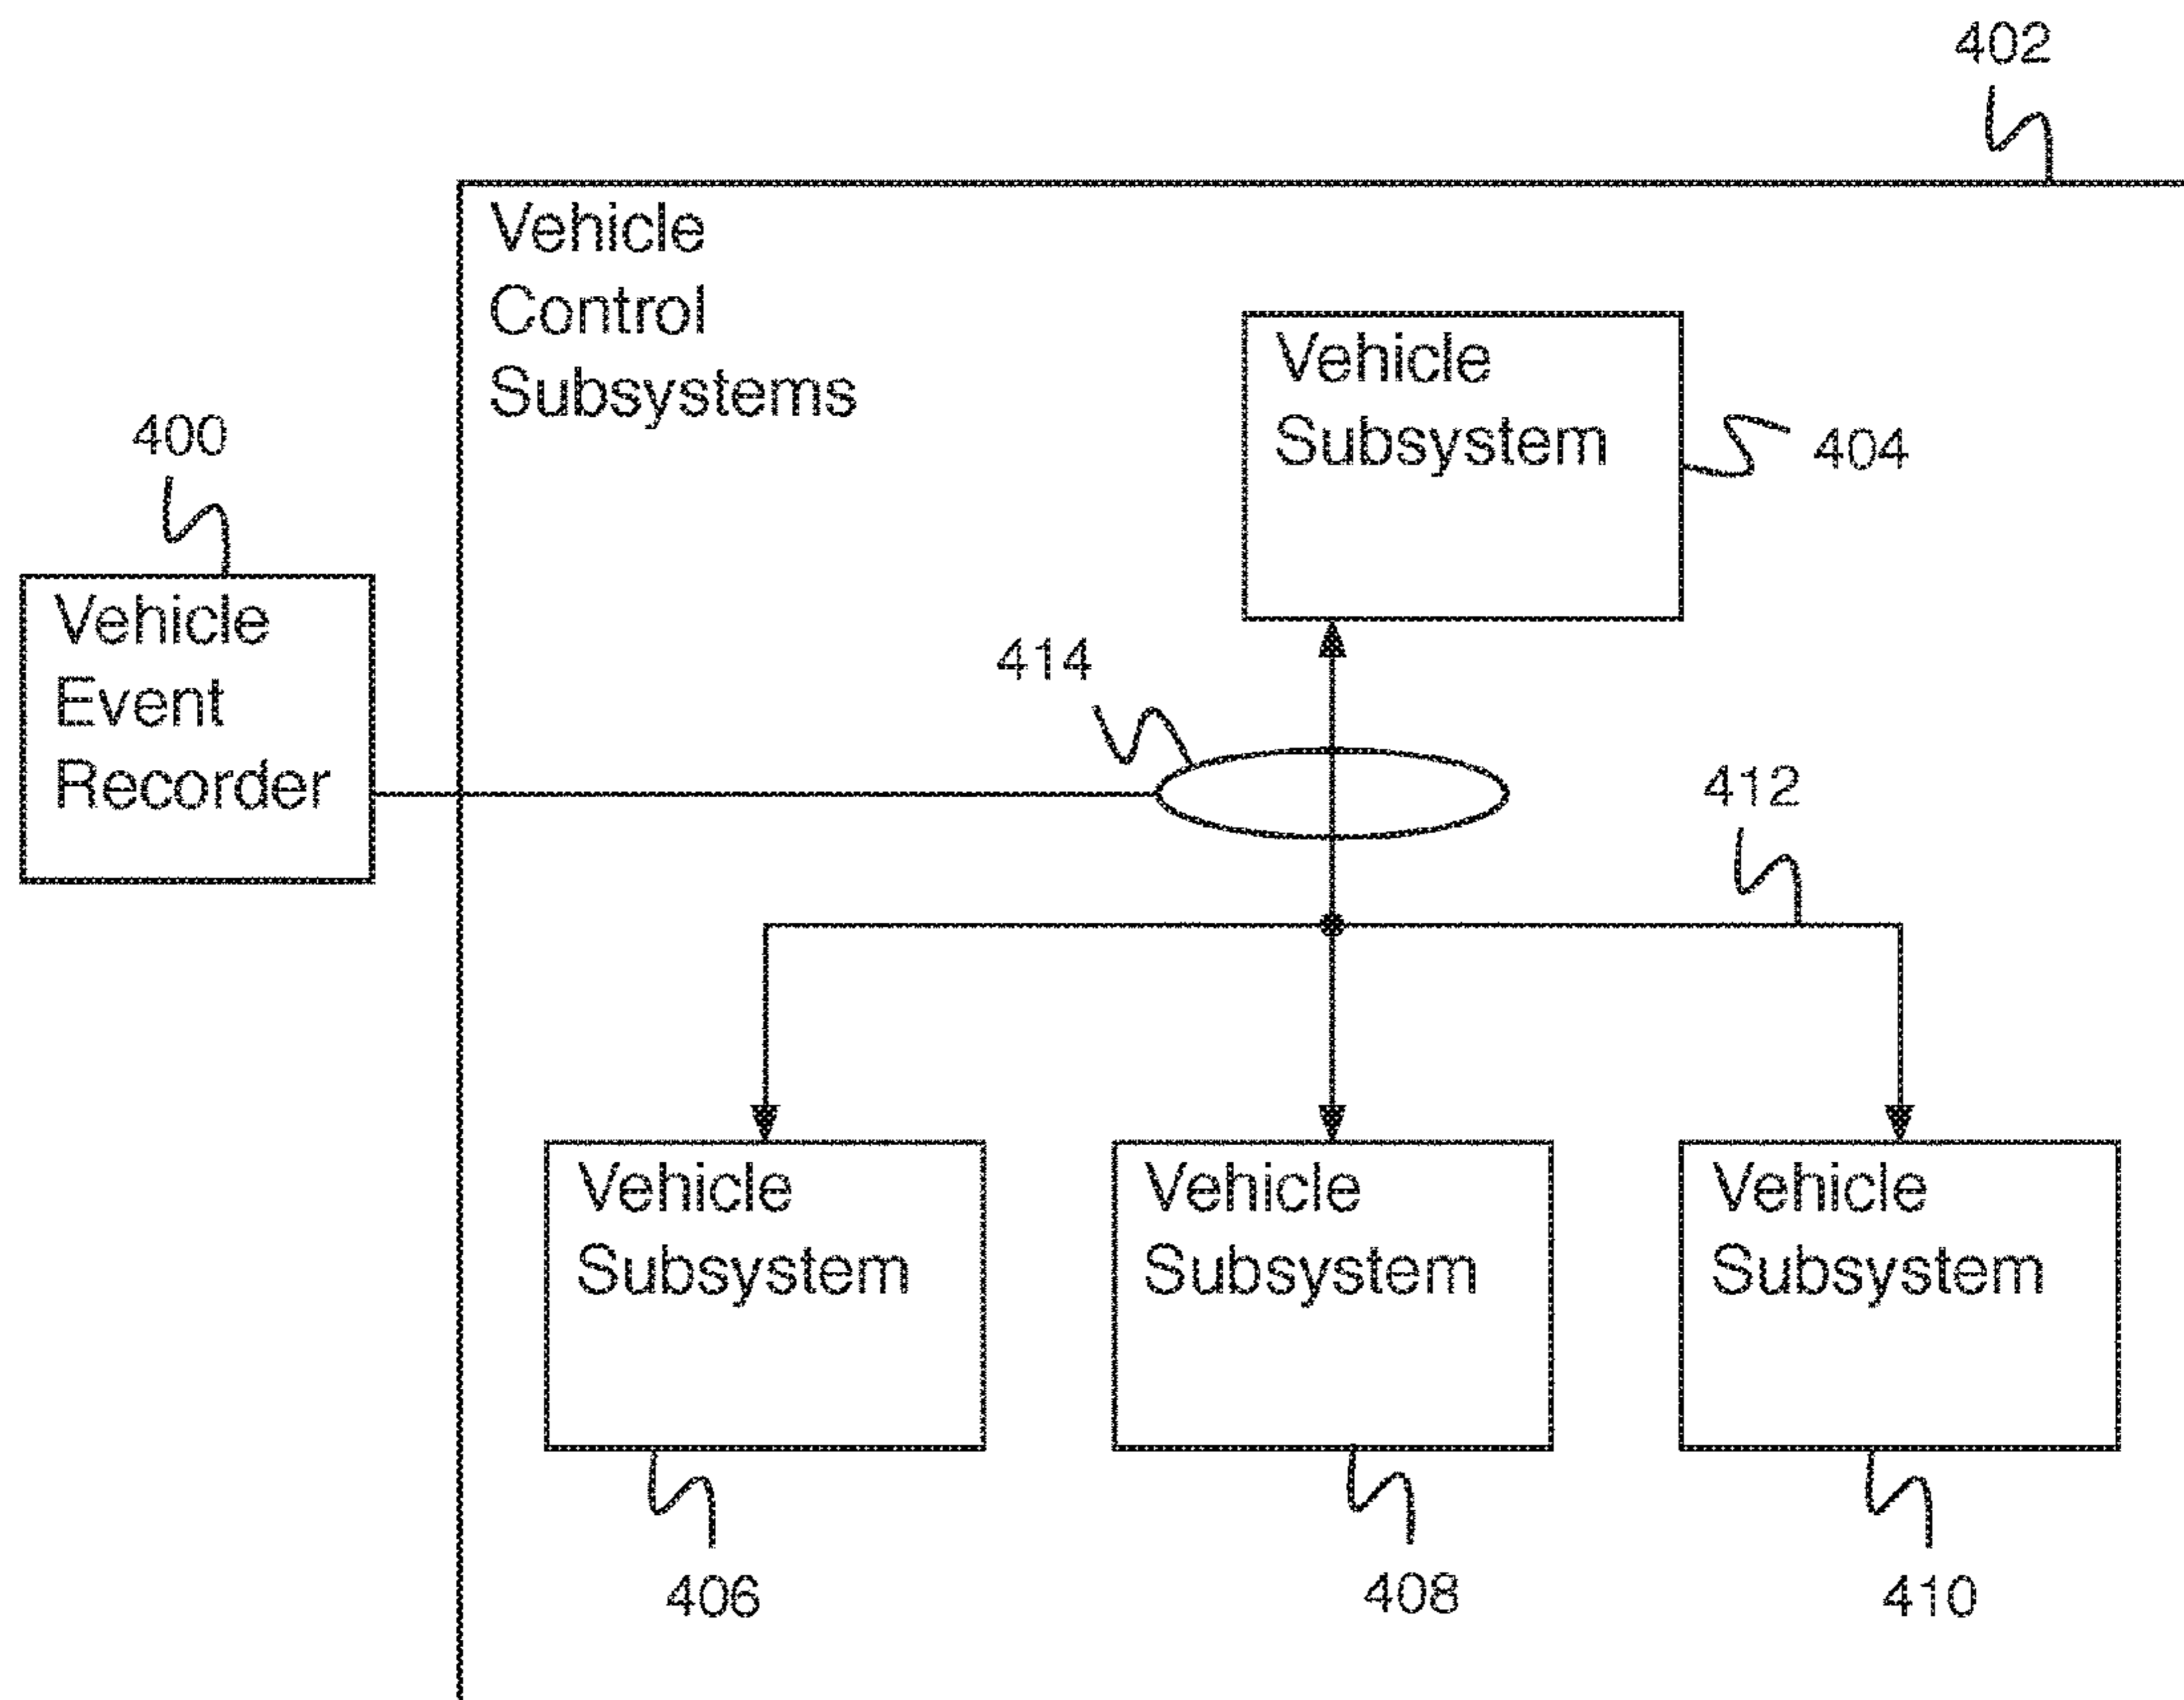 402
Vehicle
Control
Subsystems
Vehicle
Subsystem
404
400
Vehicle
Event
Recorder
414
412
Vehicle
Subsystem
Vehicle
Subsystem
Vehicle
Subsystem
406
408
410